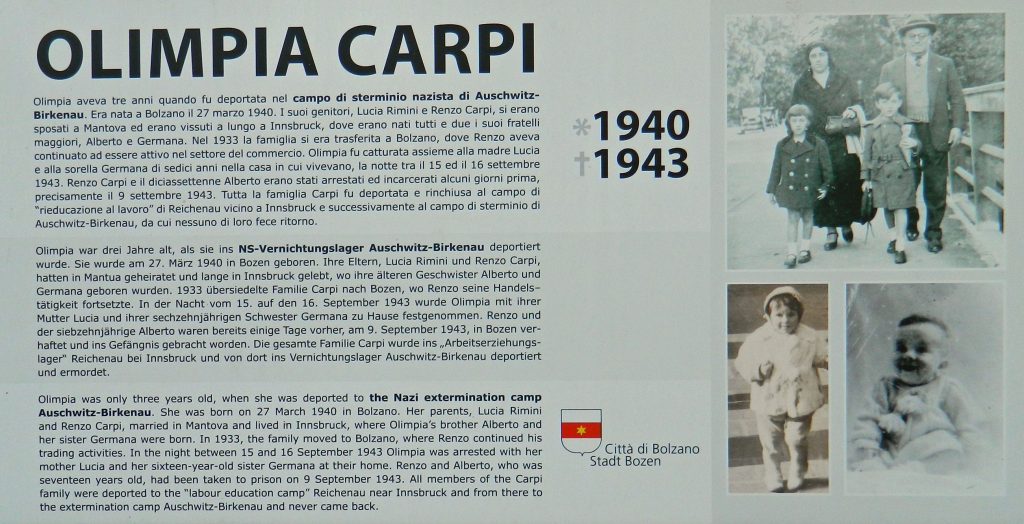 OLIMPIA CARPI
Olimpia aveva tre anni quando fu deportata nel campo di sterminio nazista di Auschwitz-
Birkenau. Era nata a Bolzano il 27 marzo 1940. I suoi genitori, Lucia Rimini e Renzo Carpi, si erano
sposati a Mantova ed erano vissuti a lungo a Innsbruck, dove erano nati tutti e due i suoi fratelli
maggiori, Alberto e Germana. Nel 1933 la famiglia si era trasferita a Bolzano, dove Renzo aveva
continuato ad essere attivo nel settore del commercio. Olimpia fu catturata assieme alla madre Lucia
e alla sorella Germana di sedici anni nella casa in cui vivevano, la notte tra il 15 ed il 16 settembre
1943. Renzo Carpi e il diciassettenne Alberto erano stati arrestati ed incarcerati alcuni giorni prima,
precisamente il 9 settembre 1943. Tutta la famiglia Carpi fu deportata e rinchiusa al campo di
"rieducazione al lavoro" di Reichenau vicino a Innsbruck e successivamente al campo di sterminio di
Auschwitz-Birkenau, da cui nessuno di loro fece ritorno.
*1940
†1943
Olimpia war drei Jahre alt, als sie ins NS-Vernichtungslager Auschwitz-Birkenau deportiert
wurde. Sie wurde am 27. März 1940 in Bozen geboren. Ihre Eltern, Lucia Rimini und Renzo Carpi,
hatten in Mantua geheiratet und lange in Innsbruck gelebt, wo ihre älteren Geschwister Alberto und
Germana geboren wurden. 1933 übersiedelte Familie Carpi nach Bozen, wo Renzo seine Handels-
tätigkeit fortsetzte. In der Nacht vom 15. auf den 16. September 1943 wurde Olimpia mit ihrer
Mutter Lucia und ihrer sechzehnjährigen Schwester Germana zu Hause festgenommen. Renzo und
der siebzehnjährige Alberto waren bereits einige Tage vorher, am 9. September 1943, in Bozen ver-
haftet und ins Gefängnis gebracht worden. Die gesamte Familie Carpi wurde ins „Arbeitserziehungs-
lager" Reichenau bei Innsbruck und von dort ins Vernichtungslager Auschwitz-Birkenau deportiert
und ermordet.
Olimpia was only three years old, when she was deported to the Nazi extermination camp
Auschwitz-Birkenau. She was born on 27 March 1940 in Bolzano. Her parents, Lucia Rimini
and Renzo Carpi, married in Mantova and lived in Innsbruck, where Olimpia's brother Alberto and
her sister Germana were born. In 1933, the family moved to Bolzano, where Renzo continued his
trading activities. In the night between 15 and 16 September 1943 Olimpia was arrested with her
mother Lucia and her sixteen-year-old sister Germana at their home. Renzo and Alberto, who was
seventeen years old, had been taken to prison on 9 September 1943. All members of the Carpi
family were deported to the "labour education camp" Reichenau near Innsbruck and from there to
the extermination camp Auschwitz-Birkenau and never came back.
Città di Bolzano
Stadt Bozen